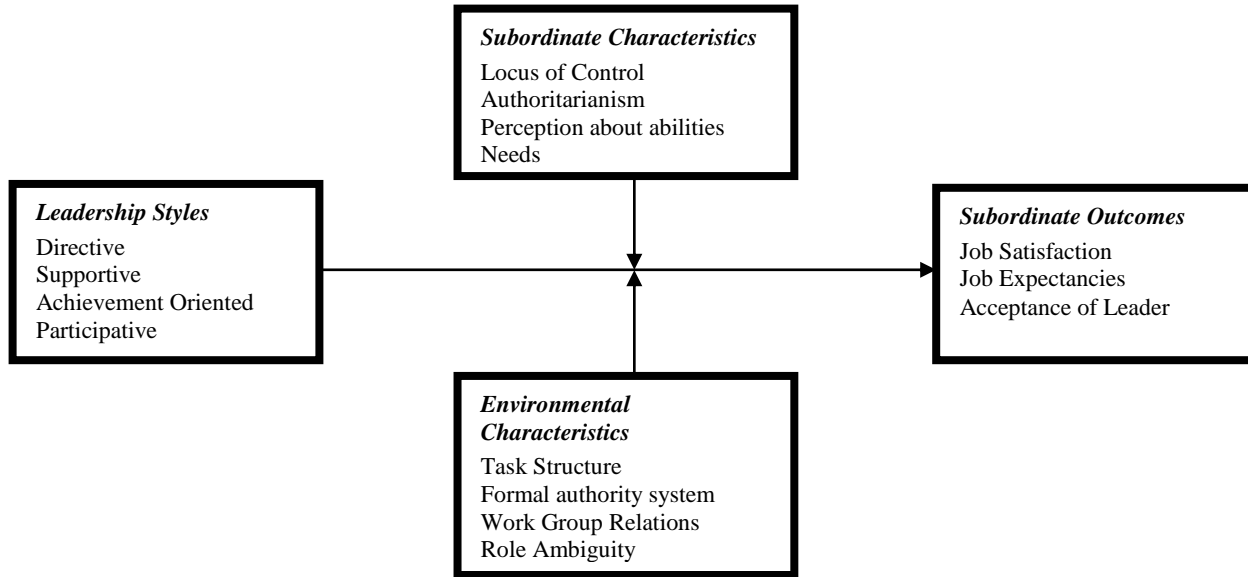 Subordinate Characteristics
Locus of Control
Authoritarianism
Perception about abilities
Needs
Leadership Styles
Directive
Supportive
Achievement Oriented
Participative
Subordinate Outcomes
Job Satisfaction
Job Expectancies
Acceptance of Leader
Environmental
Characteristics
Task Structure
Formal authority system
Work Group Relations
Role Ambiguity